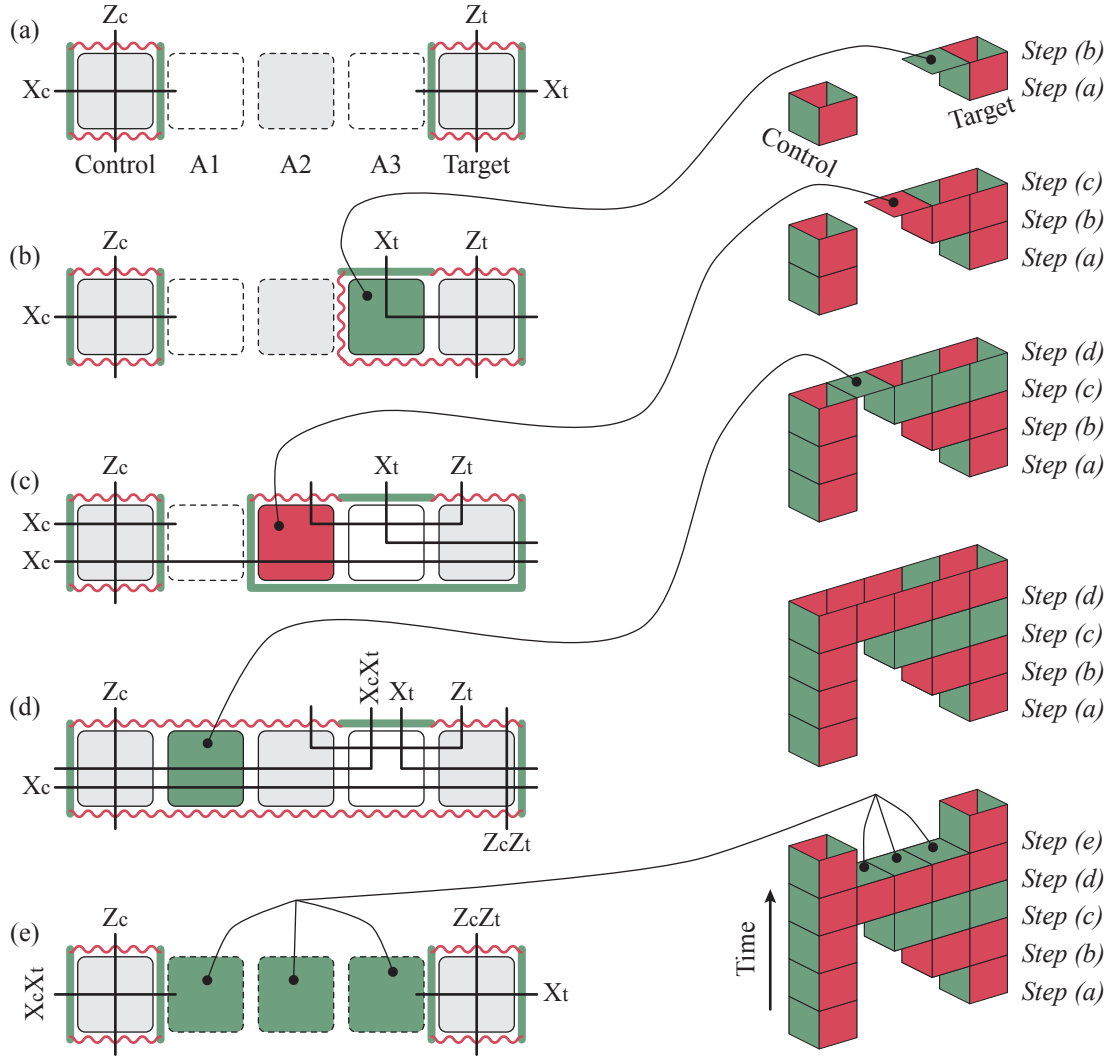 (a)
Zc
Zt
Xc
Xt
Control
A1
A2
A3
Target
Step (b)
Step (a)
Control
Target
(b)
Zc
Xt
Zt
Xc
Step (c)
Step (b)
Step (a)
(c)
Zc
Xt
Zt
Xc
Xc
Step (d)
Step (c)
Step (b)
Step (a)
(d)
Zc
XcXt
Xt
Zt
Xc
ZcZt
Step (d)
Step (c)
Step (b)
Step (a)
(e)
Zc
ZcZt
XcXt
Xt
Time
Step (e)
Step (d)
Step (c)
Step (b)
Step (a)